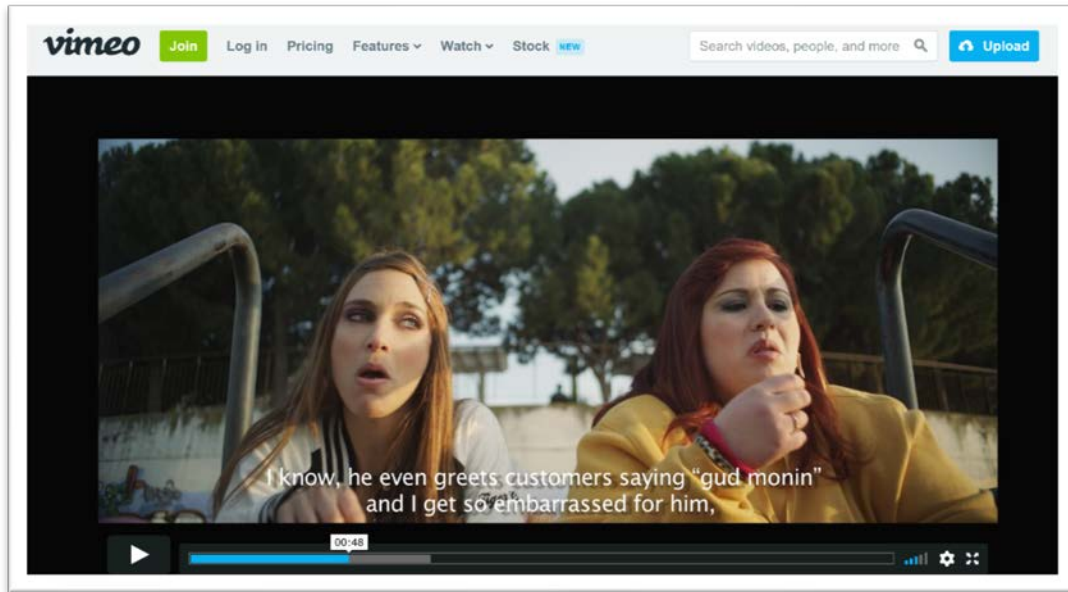 vimeo Join Log in Pricing Features Watch Stock NEW Search videos, people, and more Upload
I know, he even greets customers saying “gud monin”
and I get so embarrassed for him,
00:48